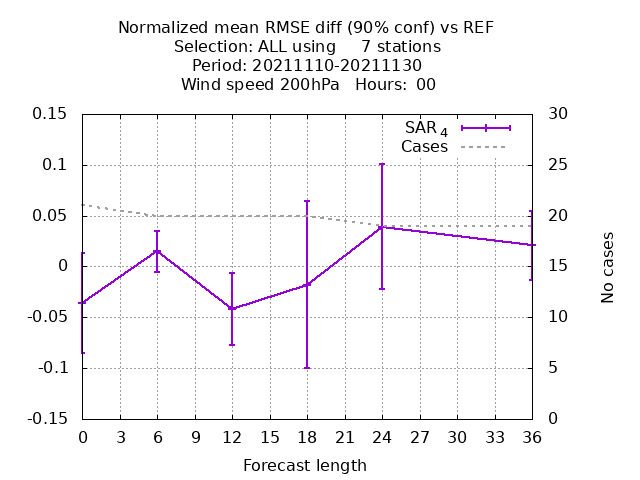 Normalized mean RMSE diff (90% conf) vs REF
Selection: ALL using     7 stations
Period: 20211110-20211130
Wind speed 200hPa   Hours:  00
0.15
0.1
0.05
0
-0.05
-0.1
-0.15
30
25
20
15
10
5
0
SAR 4
Cases
No cases
0 3 6 9 12 15 18 21 24 27 30 33 36
Forecast length